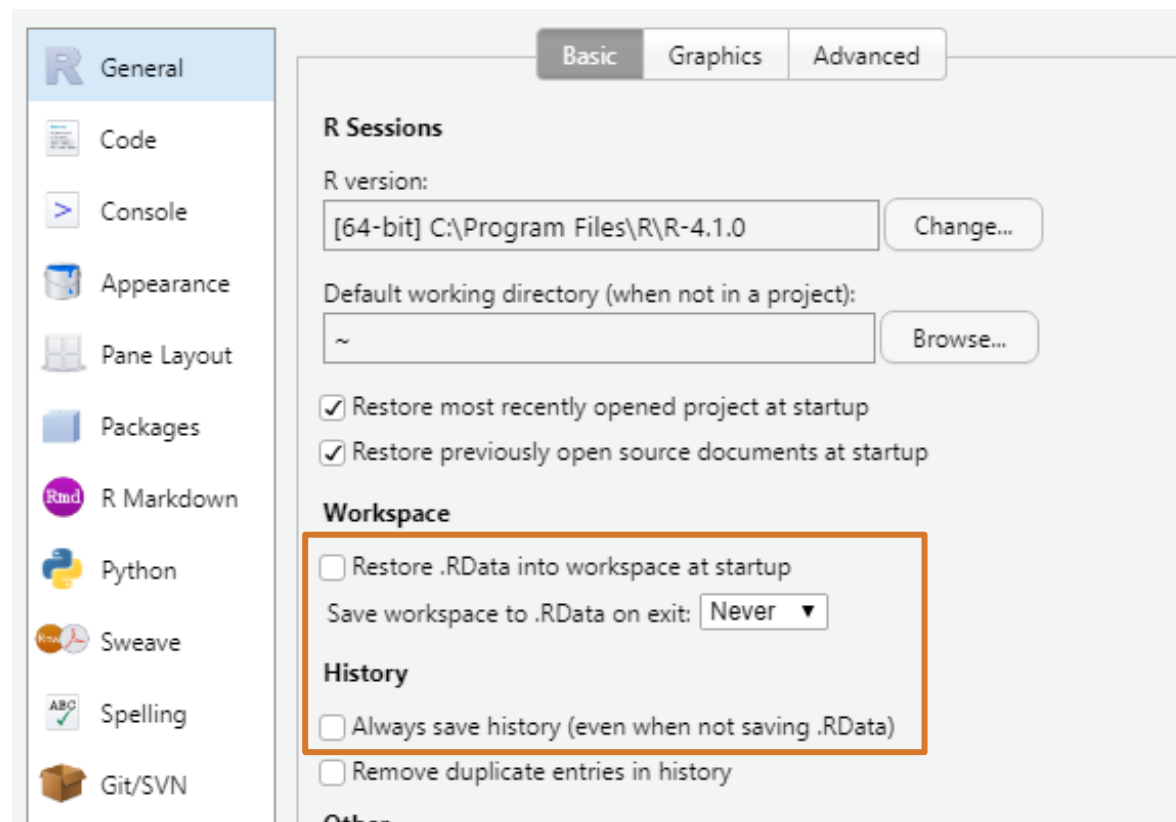 General
Code
Console
Appearance
Pane Layout
Packages
Rmd R Markdown
Python
Sweave
ABC Spelling
Git/SVN
Basic Graphics Advanced
R Sessions
R version:
[64-bit] C:\Program Files\R\R-4.1.0 Change...
Default working directory (when not in a project):
~ Browse...
Restore most recently opened project at startup
Restore previously open source documents at startup
Workspace
Restore .RData into workspace at startup
Save workspace to .RData on exit: Never
History
Always save history (even when not saving .RData)
Remove duplicate entries in history
Other